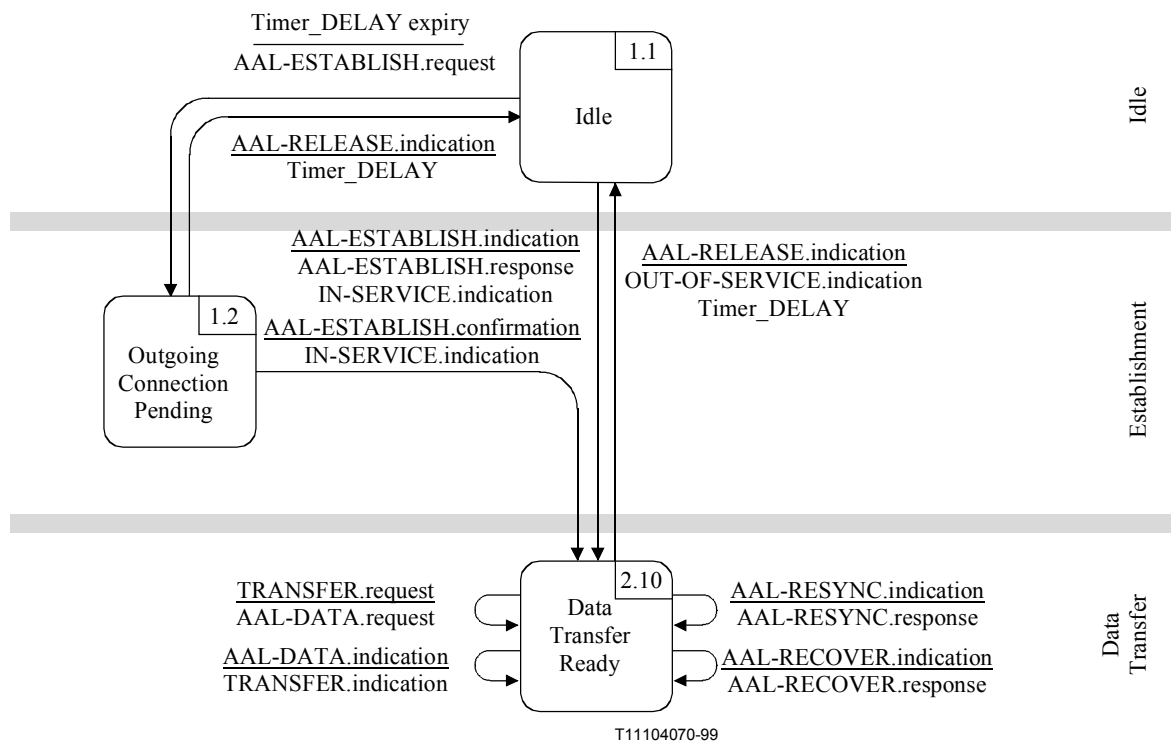 Timer_DELAY expiry
AAL-ESTABLISH.request
1.1
Idle
Idle
AAL-RELEASE.indication
Timer_DELAY
AAL-ESTABLISH.indication
AAL-ESTABLISH.response
IN-SERVICE.indication
AAL-RELEASE.indication
OUT-OF-SERVICE.indication
Timer_DELAY
1.2
Outgoing
Connection
Pending
AAL-ESTABLISH.confirmation
IN-SERVICE.indication
Establishment
2.10
Data
Transfer
Ready
TRANSFER.request
AAL-DATA.request
AAL-DATA.indication
TRANSFER.indication
AAL-RESYNC.indication
AAL-RESYNC.response
AAL-RECOVER.indication
AAL-RECOVER.response
Data
Transfer
T11104070-99